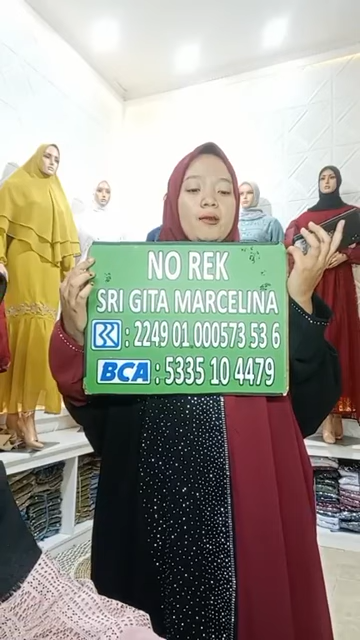 NO REK
SRI GITA MARCELINA
BRI : 2249 01 000573 53 6
BCA : 5335 10 4479